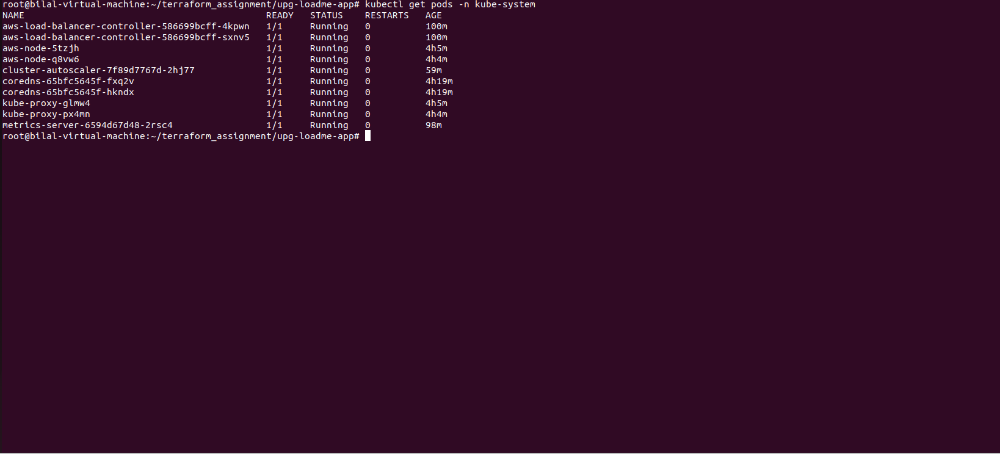 root@bilal-virtual-machine:~/terraform_assignment/upg-loadme-app# kubectl get pods -n kube-system
NAME                                            READY   STATUS    RESTARTS   AGE
aws-load-balancer-controller-586699bcff-4kpwn   1/1     Running   0          100m
aws-load-balancer-controller-586699bcff-sxnv5   1/1     Running   0          100m
aws-node-5tzjh                                  1/1     Running   0          4h5m
aws-node-q8vw6                                  1/1     Running   0          4h4m
cluster-autoscaler-7f89d7767d-2hj77             1/1     Running   0          59m
coredns-65bfc5645f-fxq2v                        1/1     Running   0          4h19m
coredns-65bfc5645f-hkndx                        1/1     Running   0          4h19m
kube-proxy-glmw4                                1/1     Running   0          4h5m
kube-proxy-px4mn                                1/1     Running   0          4h4m
metrics-server-6594d67d48-2rsc4                 1/1     Running   0          98m
root@bilal-virtual-machine:~/terraform_assignment/upg-loadme-app#